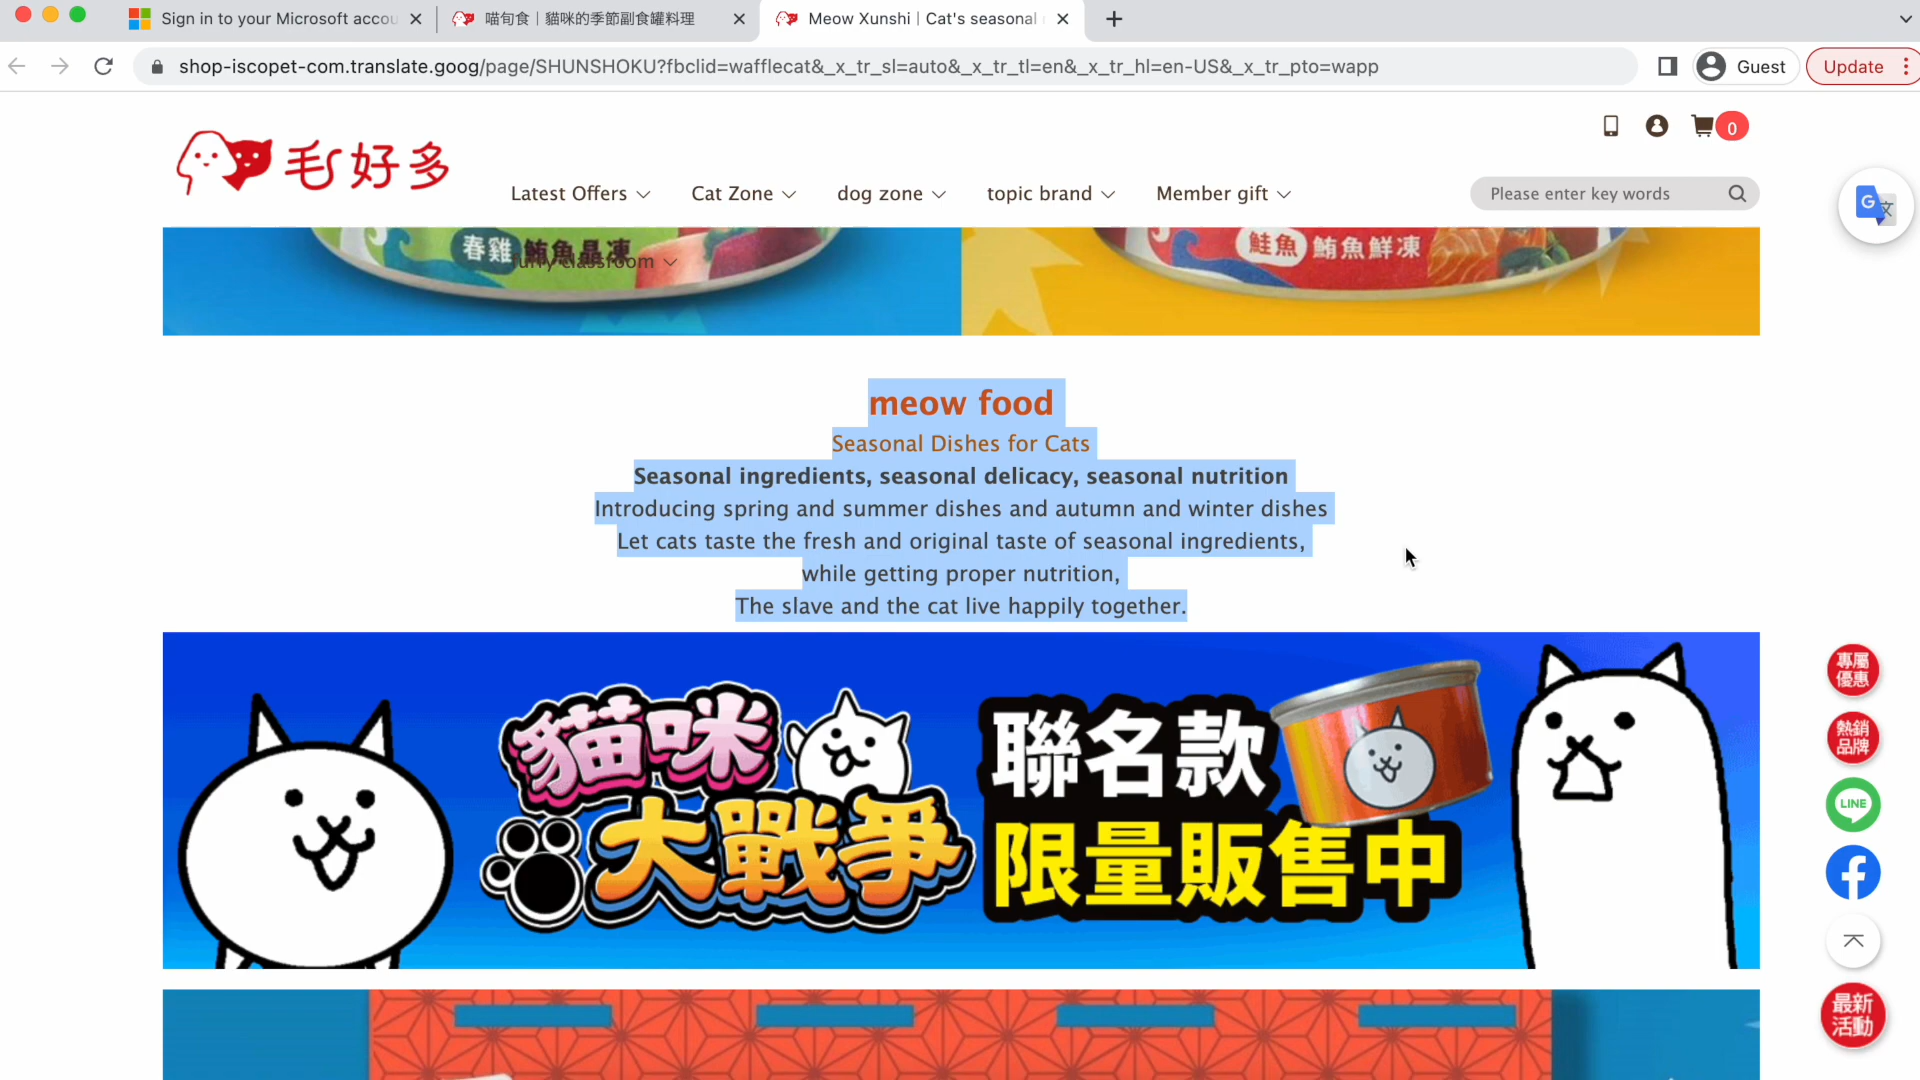 Sign in to your Microsoft accou
喵旬食｜貓咪的季節副食罐料理
Meow Xunshi | Cat's seasonal
shop-iscopet-com.translate.goog/page/SHUNSHOKU?fbclid=wafflecat&_x_tr_sl=auto&_x_tr_tl=en&_x_tr_hl=en-US&_x_tr_pto=wapp
Guest
Update
0
毛好多
Latest Offers
Cat Zone
dog zone
topic brand
Member gift
Please enter key words
G 文
春雞 鮪魚晶凍
classroom
鮭魚 鮪魚鮮凍
meow food
Seasonal Dishes for Cats
Seasonal ingredients, seasonal delicacy, seasonal nutrition
Introducing spring and summer dishes and autumn and winter dishes
Let cats taste the fresh and original taste of seasonal ingredients,
while getting proper nutrition,
The slave and the cat live happily together.
貓咪
大戰爭
聯名款
限量販售中
專屬
優惠
熱銷
品牌
LINE
最新
活動